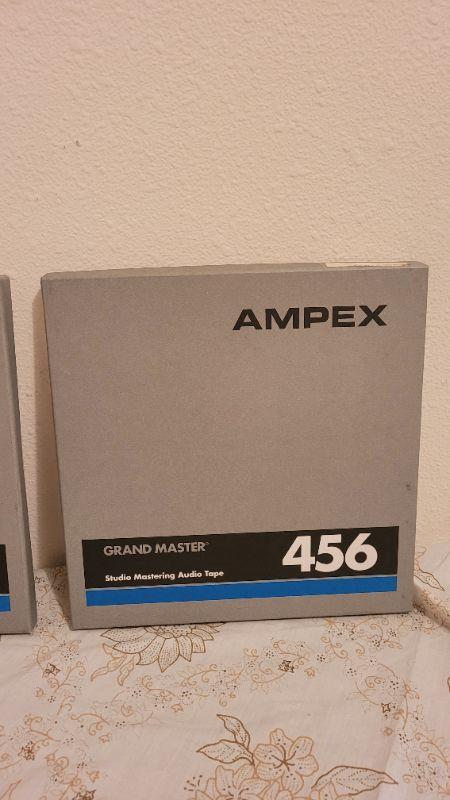 AMPEX
GRAND MASTER®
456
Studio Mastering Audio Tape